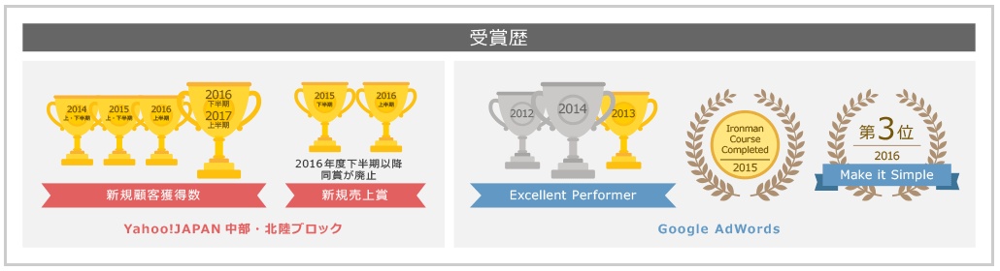 受賞歴
2014
上・下半期
2015
上・下半期
2016
上半期
2016
下半期
2017
上半期
新規顧客獲得数
2015
下半期
2016
上半期
2016年度下半期以降
同賞が廃止
新規売上賞
Yahoo!JAPAN 中部・北陸ブロック
2012
2014
2013
Excellent Performer
Ironman
Course
Completed
2015
第3位
2016
Make it Simple
Google AdWords